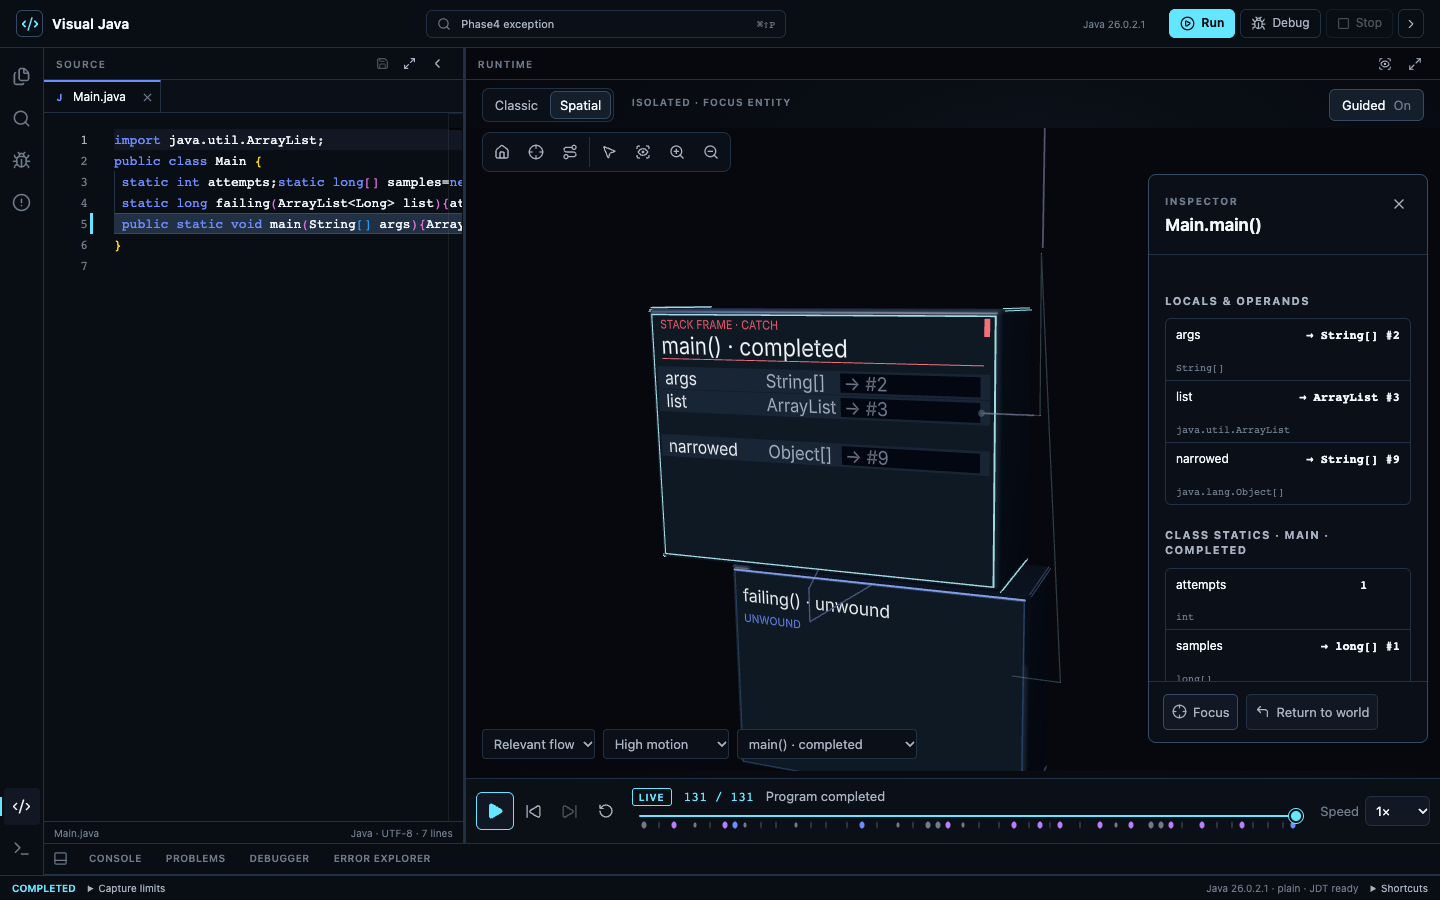 Visual Java
Phase4 exception
⌘⇧P
Java 26.0.2.1
Run
Debug
Stop
SOURCE
J Main.java
1 import java.util.ArrayList;
2 public class Main {
3 static int attempts;static long[] samples=ne
4 static long failing(ArrayList<Long> list){at
5 public static void main(String[] args){Array
6 }
7
Main.java
Java · UTF-8 · 7 lines
RUNTIME
Classic
Spatial
ISOLATED · FOCUS ENTITY
Guided On
STACK FRAME · CATCH
main() · completed
args String[] → #2
list ArrayList → #3
narrowed Object[] → #9
failing() · unwound
UNWOUND
INSPECTOR
Main.main()
LOCALS & OPERANDS
args → String[] #2
String[]
list → ArrayList #3
java.util.ArrayList
narrowed → String[] #9
java.lang.Object[]
CLASS STATICS · MAIN ·
COMPLETED
attempts 1
int
samples → long[] #1
long[]
Focus
Return to world
Relevant flow
High motion
main() · completed
LIVE 131 / 131 Program completed
Speed 1×
CONSOLE
PROBLEMS
DEBUGGER
ERROR EXPLORER
COMPLETED
Capture limits
Java 26.0.2.1 · plain · JDT ready
Shortcuts